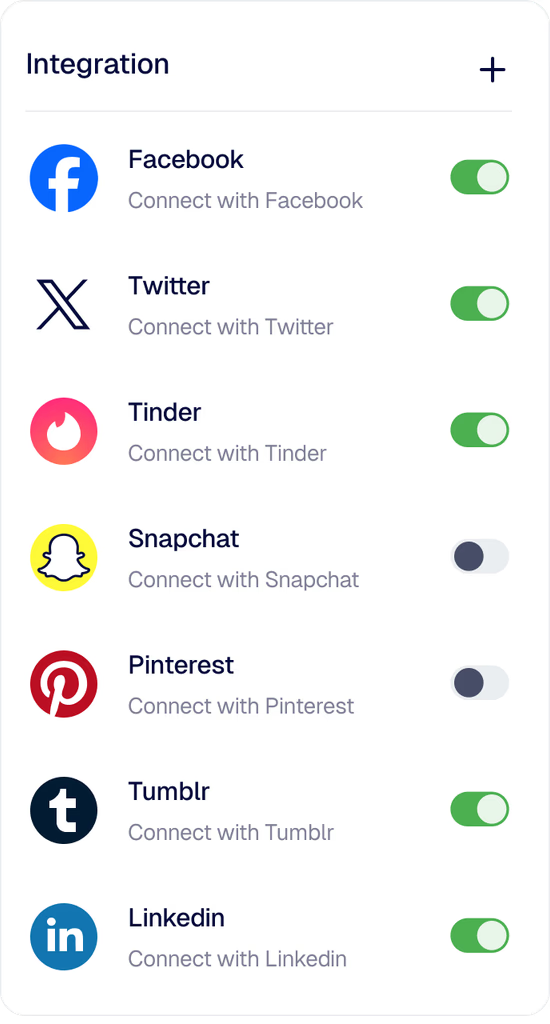 Integration
Facebook
Connect with Facebook
Twitter
Connect with Twitter
Tinder
Connect with Tinder
Snapchat
Connect with Snapchat
Pinterest
Connect with Pinterest
Tumblr
Connect with Tumblr
Linkedin
Connect with Linkedin